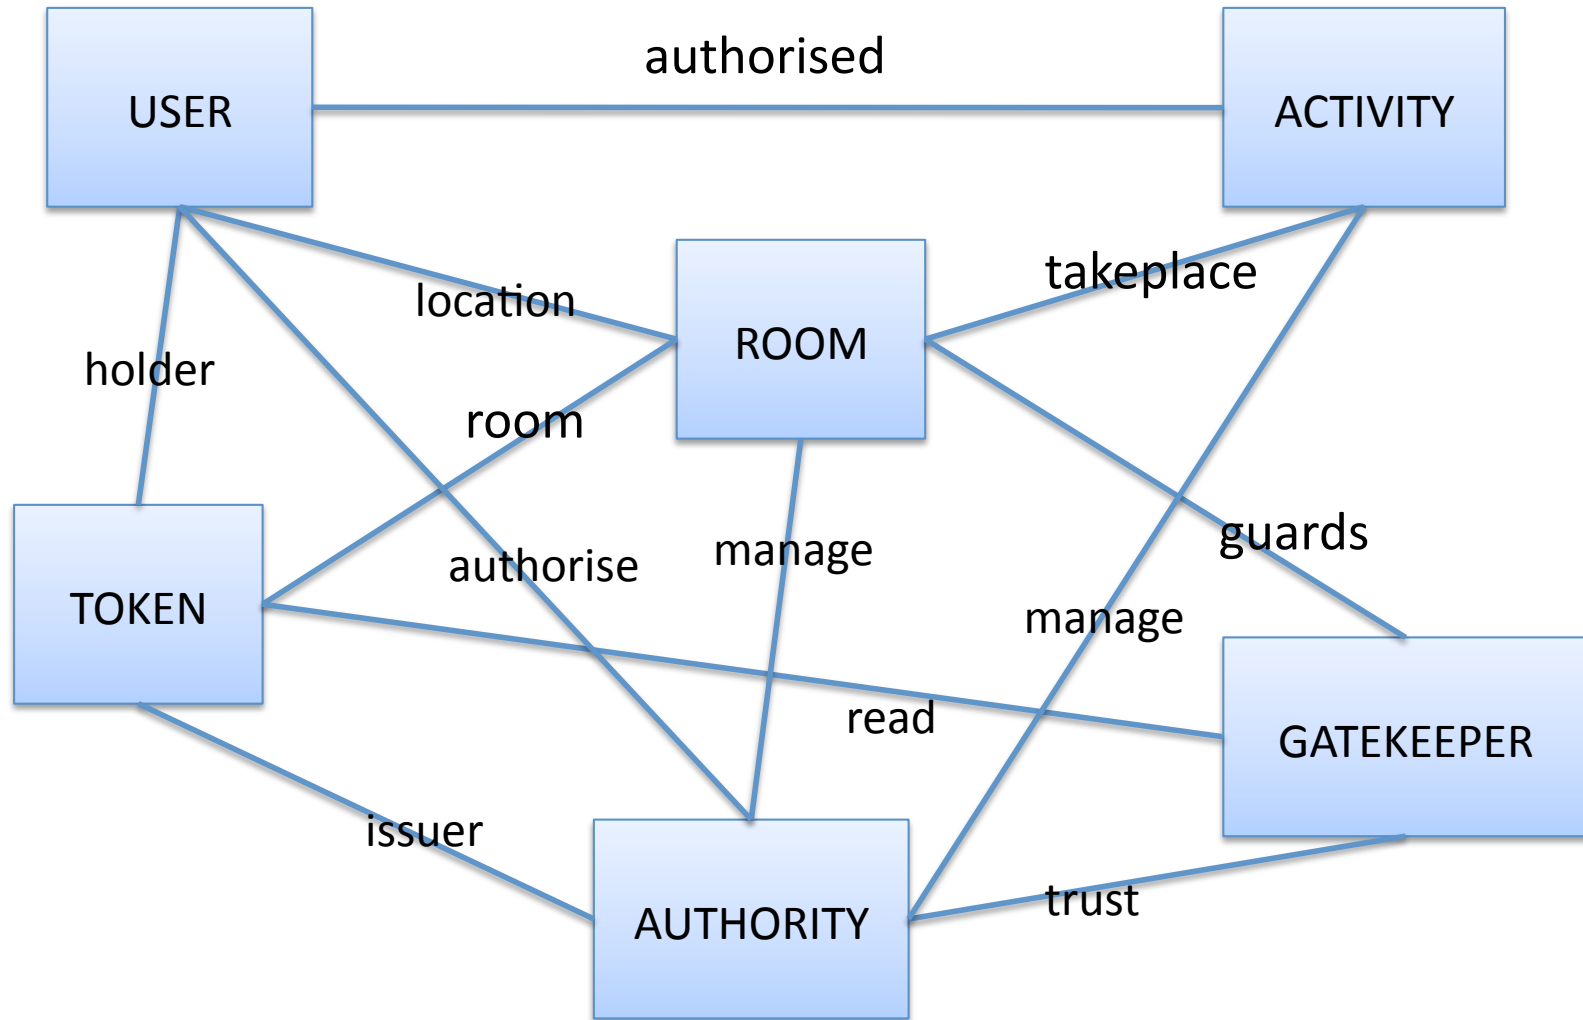 authorised
USER
ACTIVITY
takeplace
location
ROOM
holder
room
guards
manage
authorise
TOKEN
manage
read
GATEKEEPER
issuer
trust
AUTHORITY